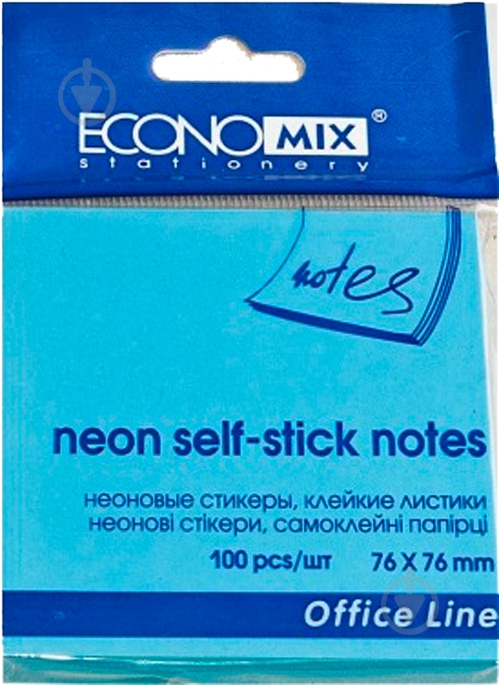 ECONOMIX®
stationery
notes
neon self-stick notes
неоновые стикеры, клейкие листики
неонові стікери, самоклейні папірці
100 pcs/шт 76 X 76 mm
Office Line